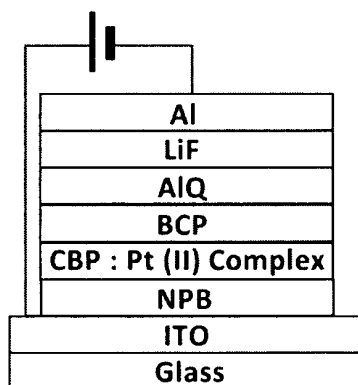 Al
LiF
AlQ
BCP
CBP : Pt (II) Complex
NPB
ITO
Glass